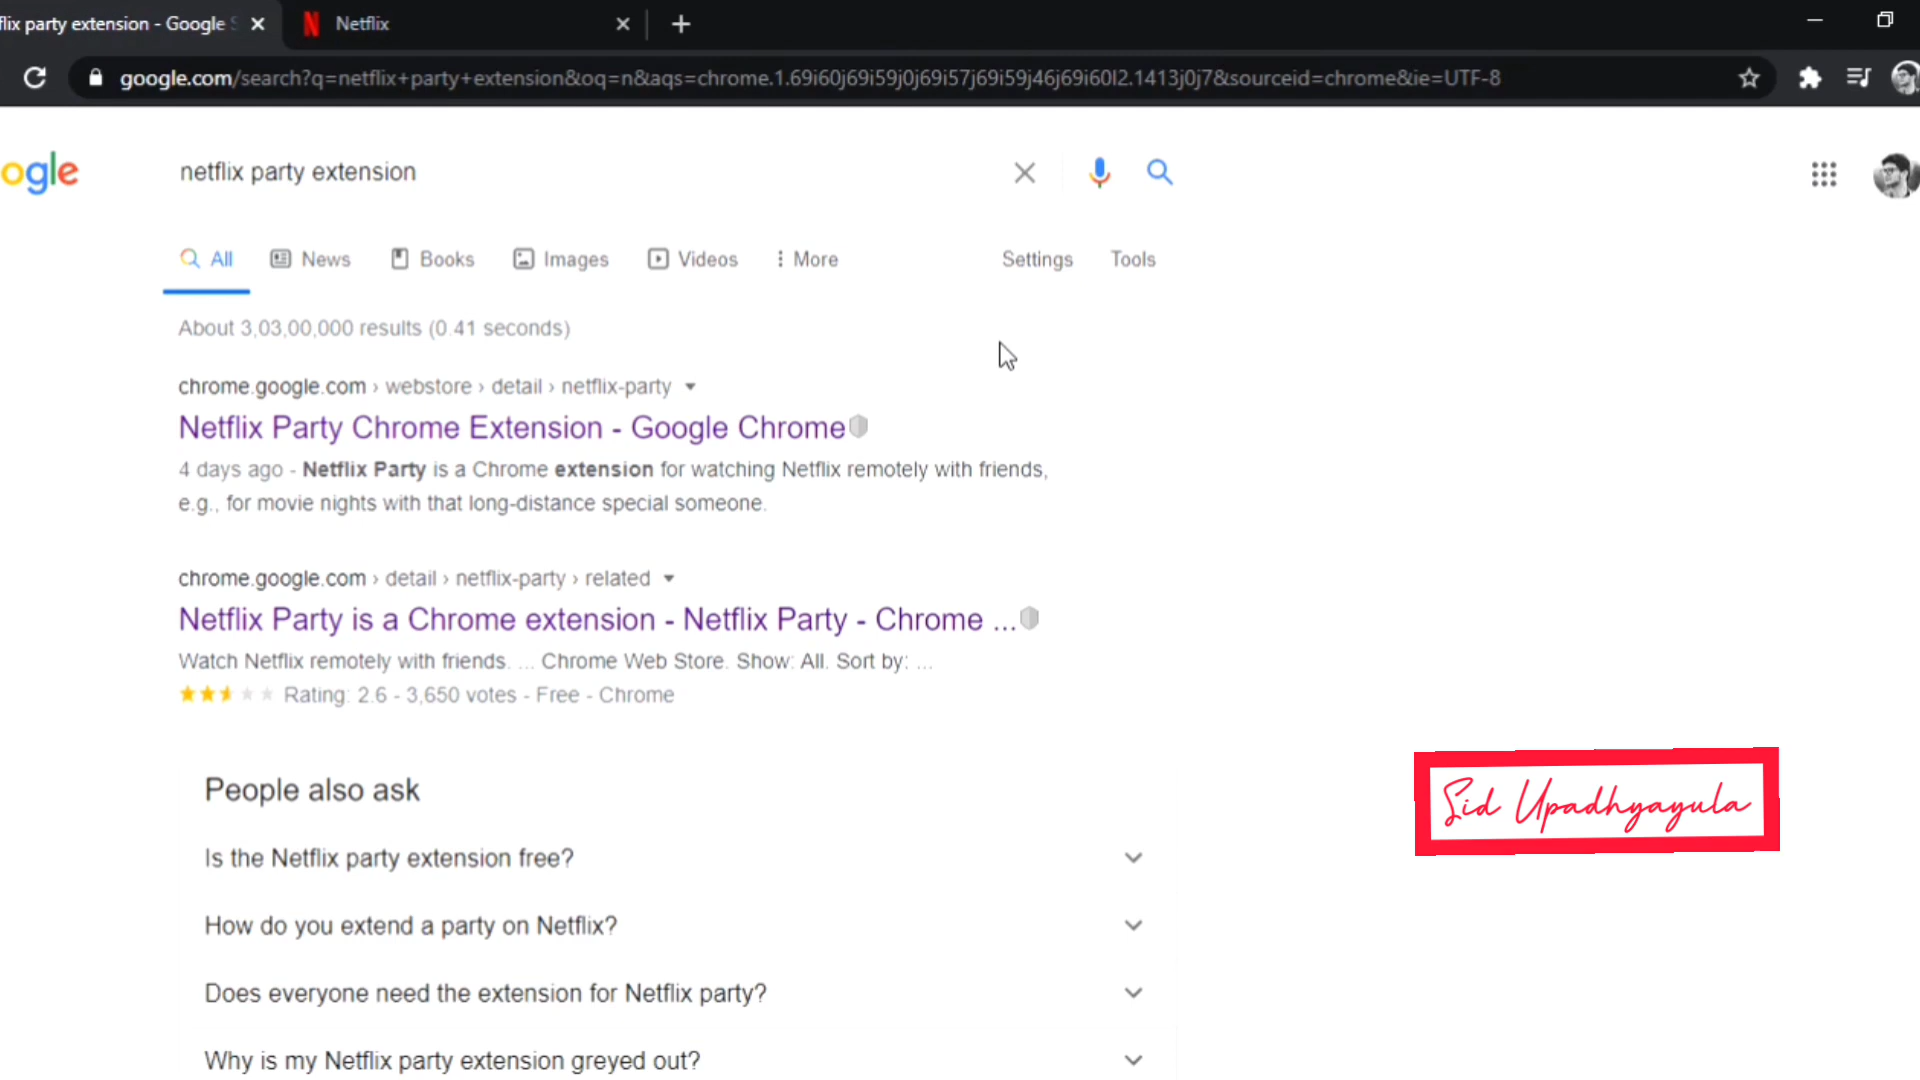 flix party extension - Google S
Netflix
google.com/search?q=netflix+party+extension&oq=n&aqs=chrome.1.69i60j69i59j0j69i57j69i59j46j69i60l2.1413j0j7&sourceid=chrome&ie=UTF-8
ogle
netflix party extension
All News Books Images Videos More Settings Tools
About 3,03,00,000 results (0.41 seconds)
chrome.google.com › webstore › detail › netflix-party
Netflix Party Chrome Extension - Google Chrome
4 days ago - Netflix Party is a Chrome extension for watching Netflix remotely with friends,
e.g., for movie nights with that long-distance special someone.
chrome.google.com › detail › netflix-party › related
Netflix Party is a Chrome extension - Netflix Party - Chrome ...
Watch Netflix remotely with friends. ... Chrome Web Store. Show: All. Sort by: ...
Rating: 2.6 - 3,650 votes - Free - Chrome
People also ask
Sid Upadhyayula
Is the Netflix party extension free?
How do you extend a party on Netflix?
Does everyone need the extension for Netflix party?
Why is my Netflix party extension greyed out?